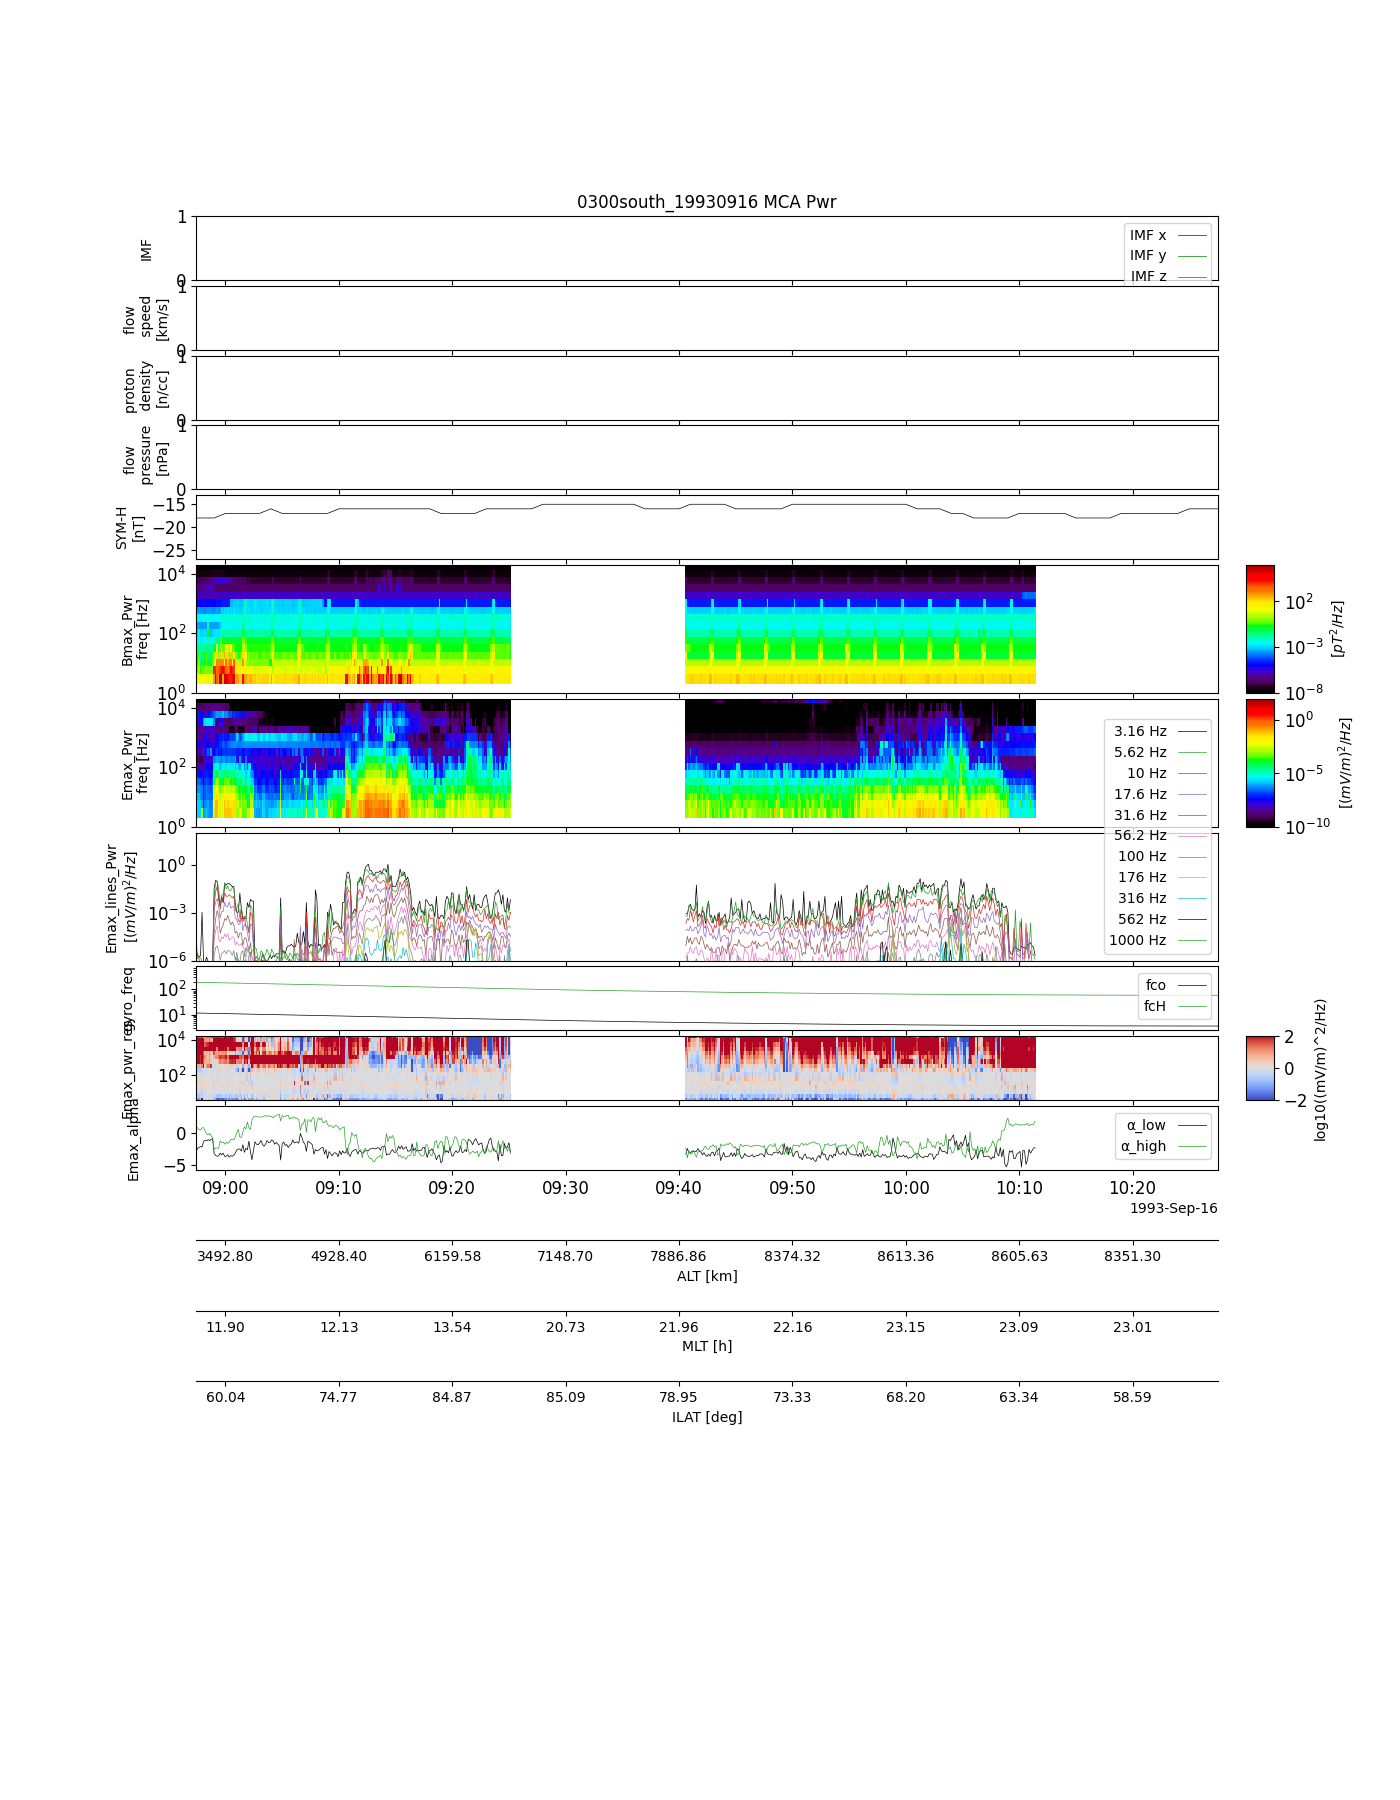 0300south_19930916 MCA Pwr
1
0
IMF
IMF x
IMF y
IMF z
1
0
flow
speed
[km/s]
1
0
proton
density
[n/cc]
1
0
flow
pressure
[nPa]
−15
−20
−25
SYM-H
[nT]
10^4
10^2
10^0
Bmax_Pwr
freq [Hz]
10^2
10^−3
10^−8
[pT^2/Hz]
10^4
10^2
10^0
Emax_Pwr
freq [Hz]
10^0
10^−5
10^−10
[(mV/m)^2/Hz]
3.16 Hz
5.62 Hz
10 Hz
17.6 Hz
31.6 Hz
56.2 Hz
100 Hz
176 Hz
316 Hz
562 Hz
1000 Hz
10^0
10^−3
10^−6
Emax_lines_Pwr
[(mV/m)^2/Hz]
10^2
10^1
gyro_freq
fco
fcH
10^4
10^2
Emax_pwr_reg
2
0
−2
log10((mV/m)^2/Hz)
0
−5
Emax_alpha
α_low
α_high
09:00 09:10 09:20 09:30 09:40 09:50 10:00 10:10 10:20
1993-Sep-16
3492.80 4928.40 6159.58 7148.70 7886.86 8374.32 8613.36 8605.63 8351.30
ALT [km]
11.90 12.13 13.54 20.73 21.96 22.16 23.15 23.09 23.01
MLT [h]
60.04 74.77 84.87 85.09 78.95 73.33 68.20 63.34 58.59
ILAT [deg]